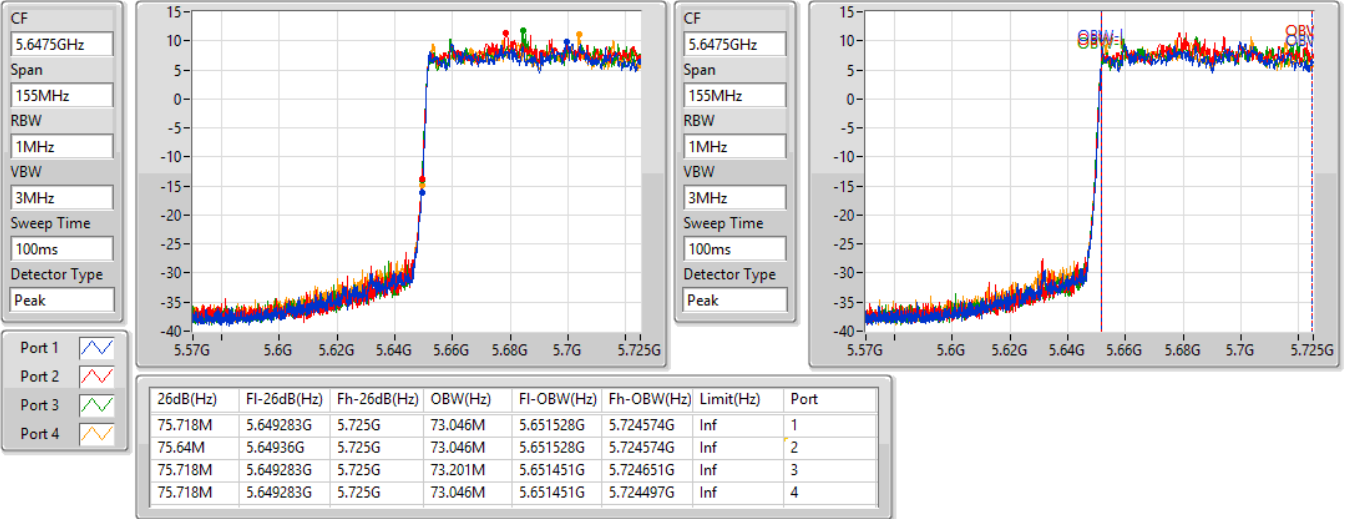 CF
5.6475GHz
Span
155MHz
RBW
1MHz
VBW
3MHz
Sweep Time
100ms
Detector Type
Peak
15
10
5
0
-5
-10
-15
-20
-25
-30
-35
-40
5.57G 5.6G 5.62G 5.64G 5.66G 5.68G 5.7G 5.725G
CF
5.6475GHz
Span
155MHz
RBW
1MHz
VBW
3MHz
Sweep Time
100ms
Detector Type
Peak
15
10
5
0
-5
-10
-15
-20
-25
-30
-35
-40
5.57G 5.6G 5.62G 5.64G 5.66G 5.68G 5.7G 5.725G
Port 1
Port 2
Port 3
Port 4
26dB(Hz) Fl-26dB(Hz) Fh-26dB(Hz) OBW(Hz) Fl-OBW(Hz) Fh-OBW(Hz) Limit(Hz) Port
75.718M 5.649283G 5.725G 73.046M 5.651528G 5.724574G Inf 1
75.64M 5.64936G 5.725G 73.046M 5.651528G 5.724574G Inf 2
75.718M 5.649283G 5.725G 73.201M 5.651451G 5.724651G Inf 3
75.718M 5.649283G 5.725G 73.046M 5.651451G 5.724497G Inf 4